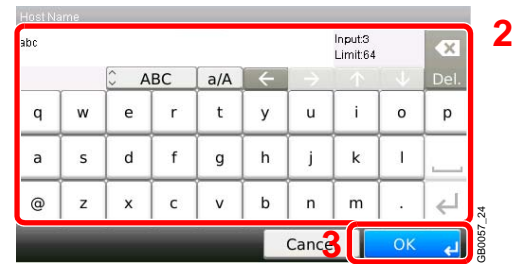 Host Name
abc
Input:3
Limit:64
2
ABC a/A ← → ↑ ↓ Del.
q w e r t y u i o p
a s d f g h j k l
@ z x c v b n m .
Cance 3 OK
GB0057_24